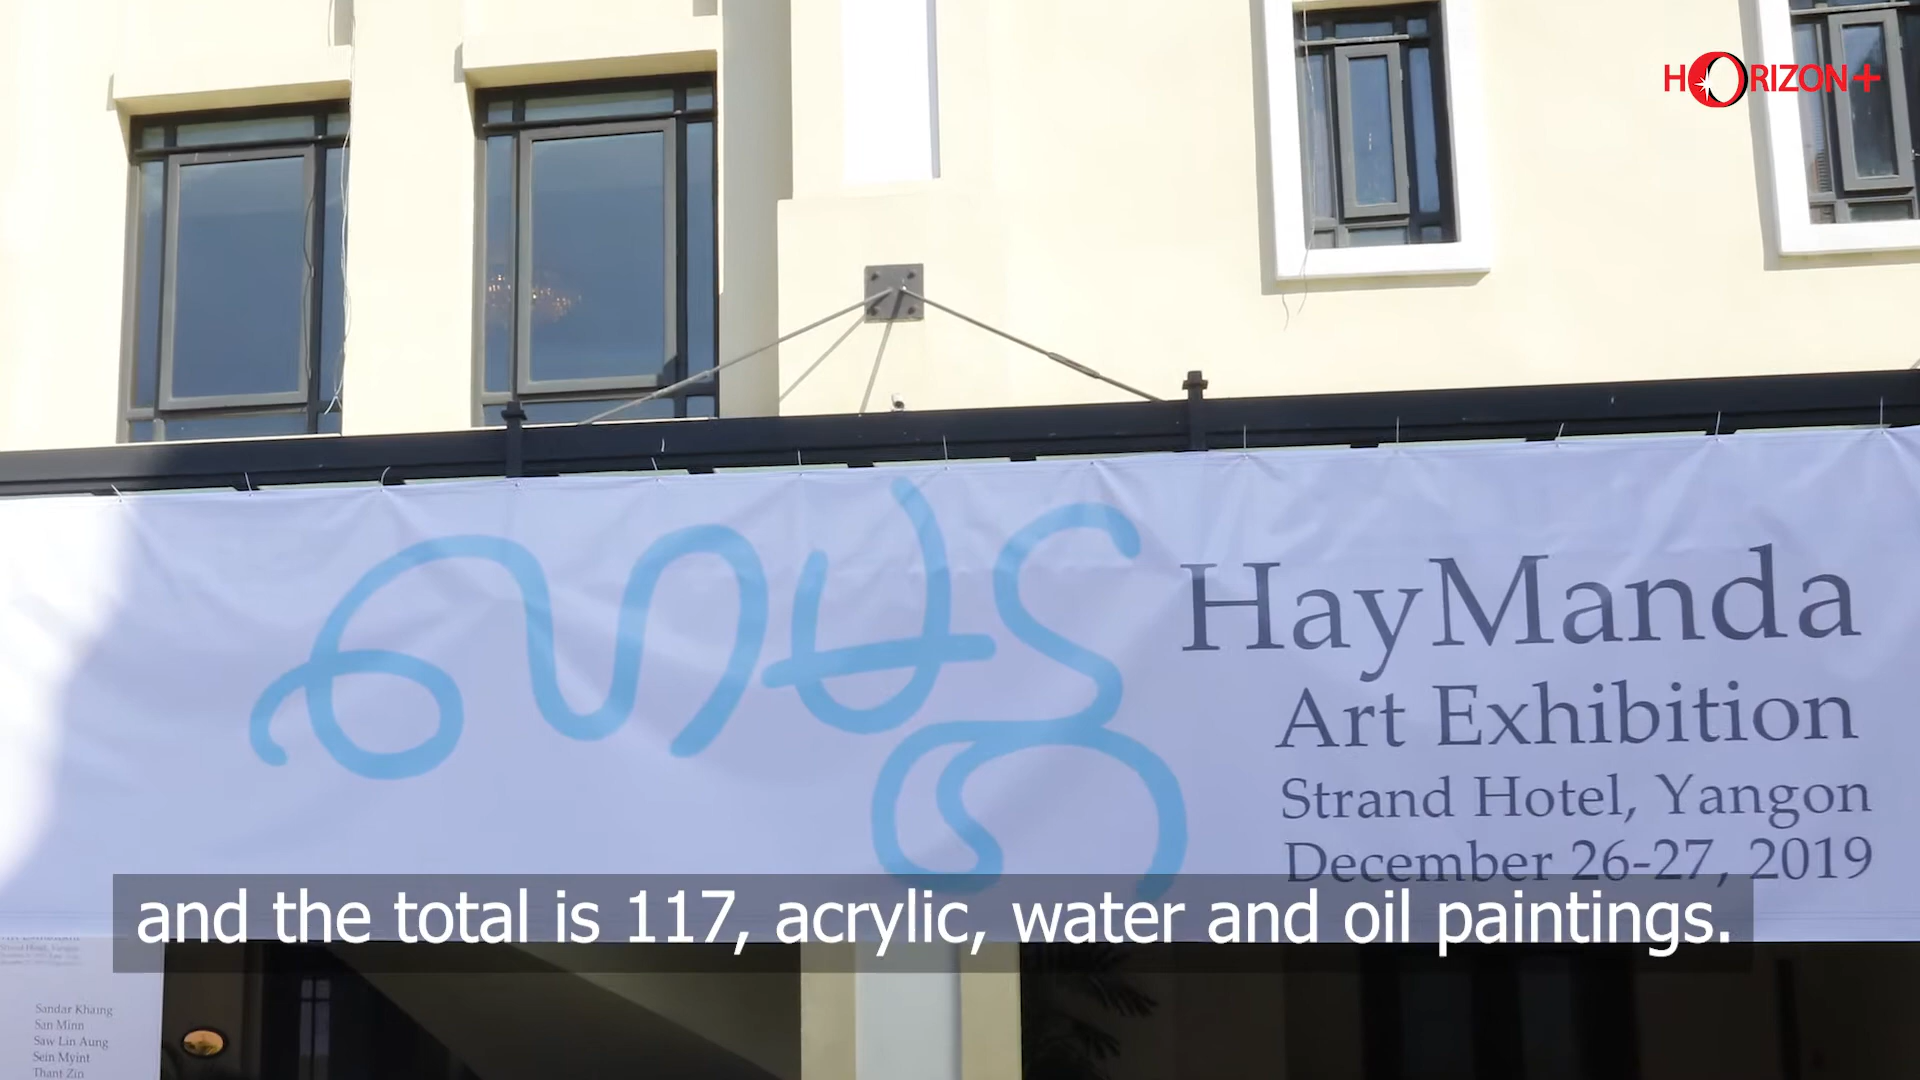 HORIZON+
ဟေမန္တ
HayManda
Art Exhibition
Strand Hotel, Yangon
December 26-27, 2019
and the total is 117, acrylic, water and oil paintings.
Sandar Khaing
San Minn
Saw Lin Aung
Sein Myint
Thant Zin